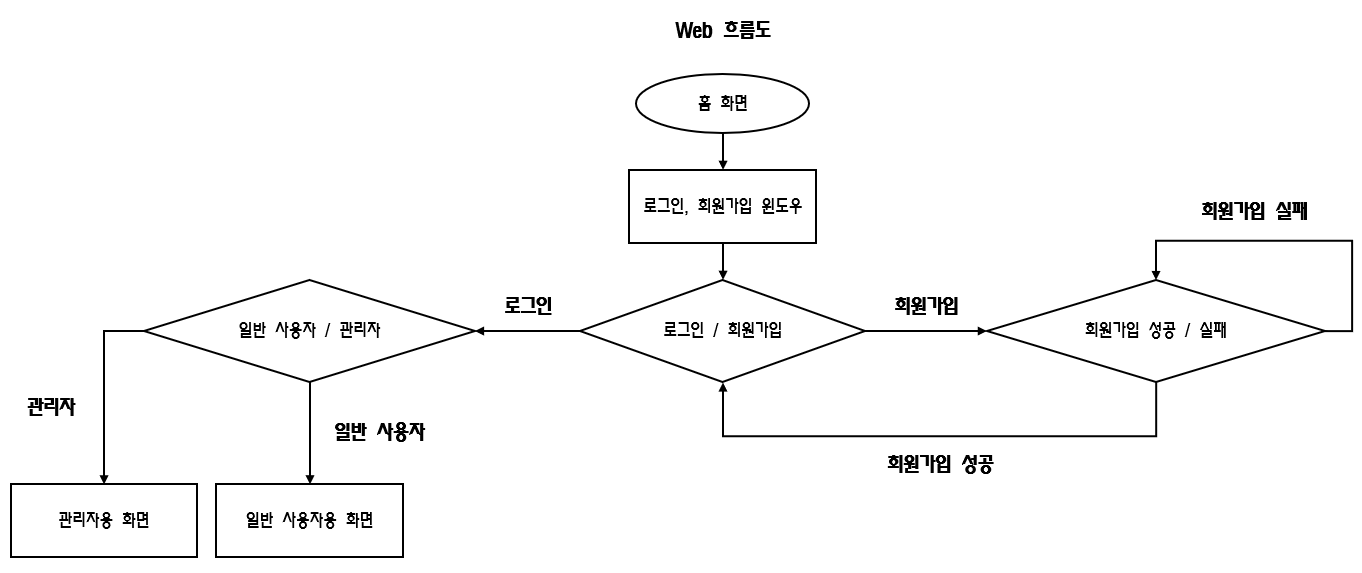 Web 흐름도
홈 화면
로그인, 회원가입 윈도우
회원가입 실패
로그인
회원가입
일반 사용자 / 관리자
로그인 / 회원가입
회원가입 성공 / 실패
관리자
일반 사용자
회원가입 성공
관리자용 화면
일반 사용자용 화면